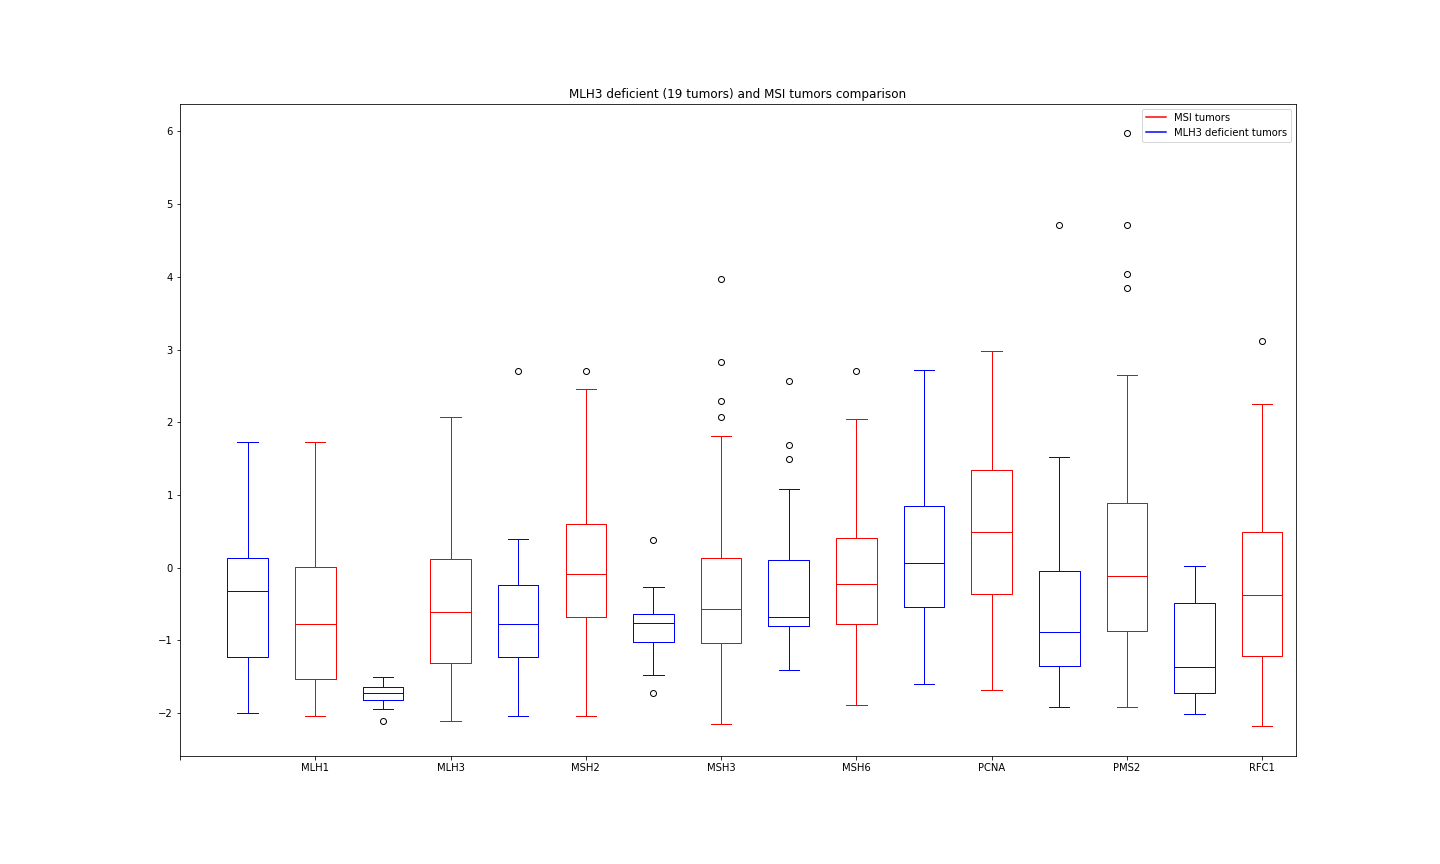 MLH3 deficient (19 tumors) and MSI tumors comparison
MSI tumors
MLH3 deficient tumors
6
5
4
3
2
1
0
−1
−2
MLH1 MLH3 MSH2 MSH3 MSH6 PCNA PMS2 RFC1